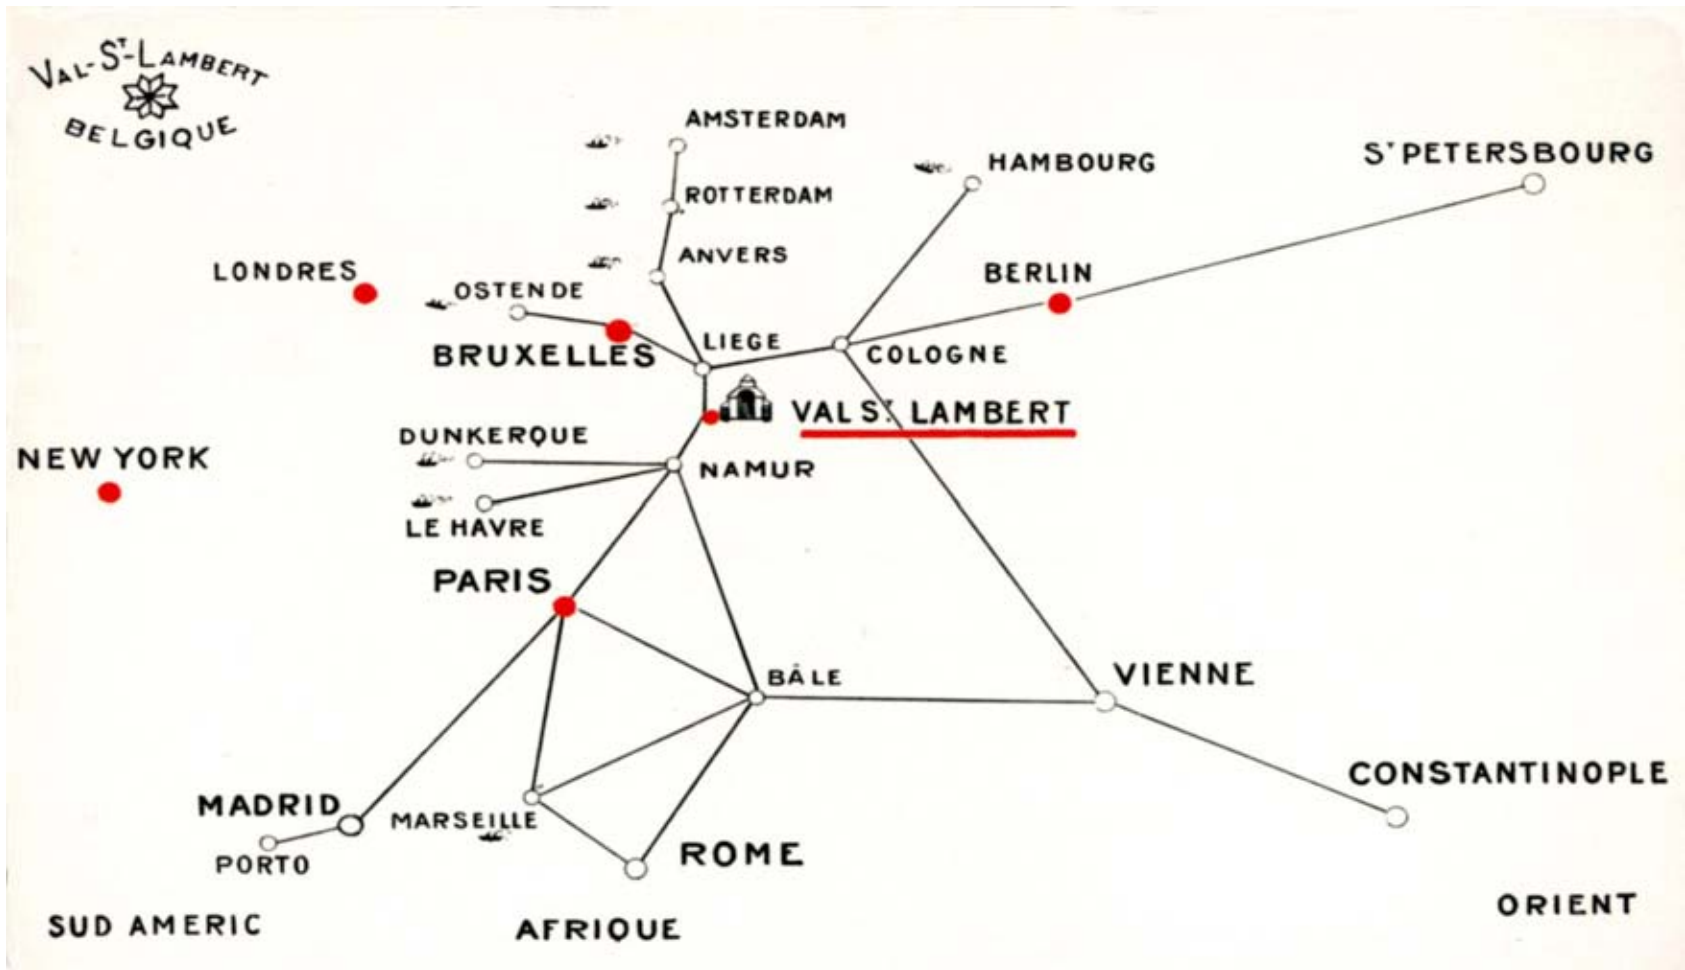 VAL-ST-LAMBERT
BELGIQUE
AMSTERDAM
HAMBOURG
ST PETERSBOURG
ROTTERDAM
ANVERS
LONDRES
OSTENDE
BERLIN
BRUXELLES
LIEGE
COLOGNE
VAL ST. LAMBERT
DUNKERQUE
NEW YORK
NAMUR
LE HAVRE
PARIS
BÂLE
VIENNE
CONSTANTINOPLE
MADRID
MARSEILLE
PORTO
ROME
ORIENT
SUD AMERIC
AFRIQUE